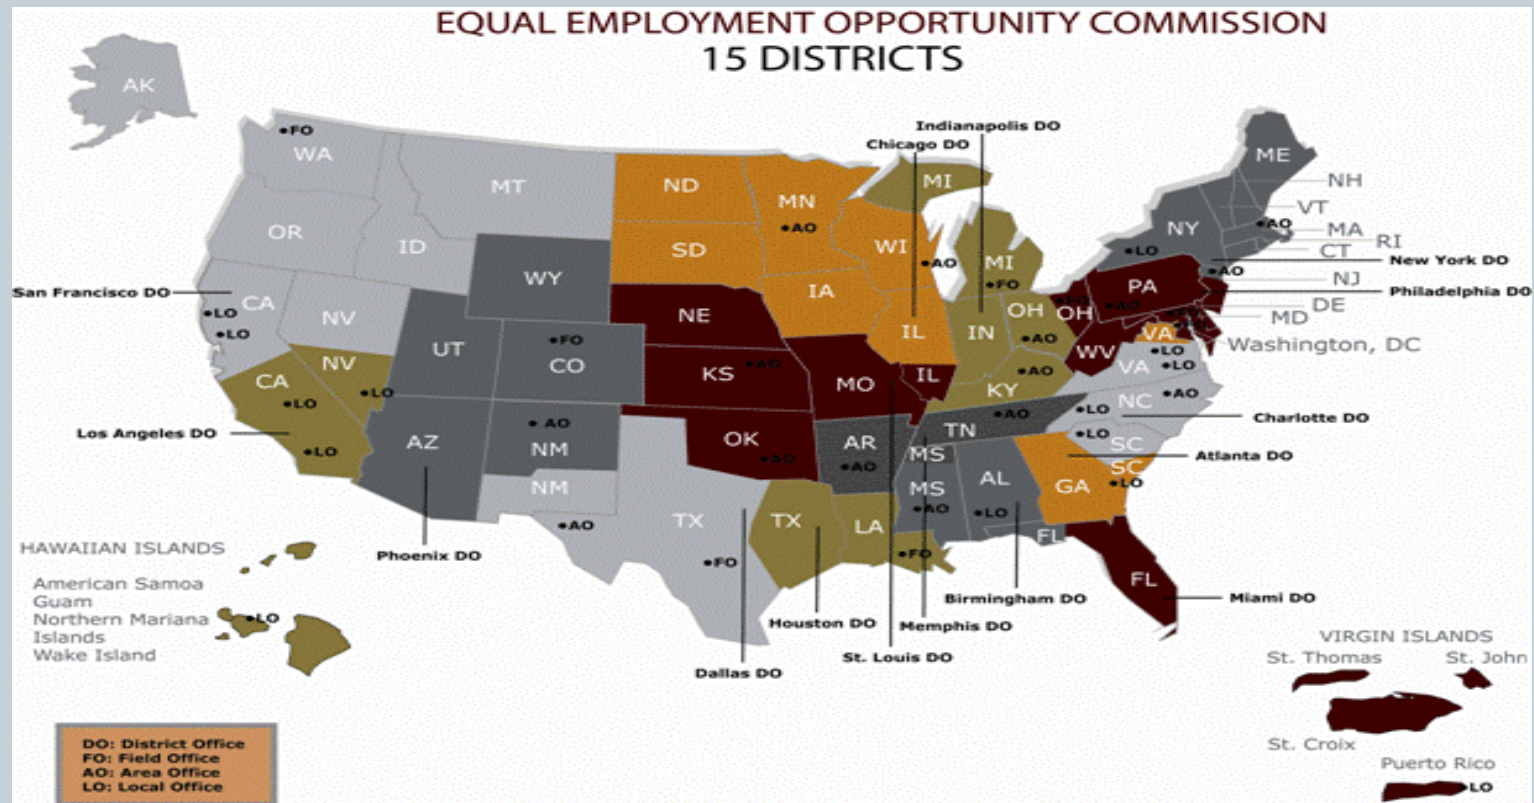 EQUAL EMPLOYMENT OPPORTUNITY COMMISSION
15 DISTRICTS
AK
•FO
WA
MT
OR
ID
WY
San Francisco DO
CA
NV
•LO
•LO
UT
•FO
CO
CA
NV
•LO
•LO
Los Angeles DO
•LO
AZ
•AO
NM
NM
•AO
Phoenix DO
ND
MN
•AO
SD
WI
•AO
IA
NE
KS
•AO
MO
IL
IL
OK
•AO
AR
•AO
TX
•FO
TX
LA
•FO
Chicago DO
Indianapolis DO
MI
MI
•FO
IN
OH
•AO
OH
•FO
KY
•AO
•AO
TN
MS
MS
•AO
AL
•LO
FL
FL
GA
SC
•LO
SC
•LO
NC
•LO
•AO
VA
•LO
•LO
VA
WV
PA
•AO
NY
•LO
•AO
ME
NH
VT
•AO
MA
RI
CT
New York DO
NJ
Philadelphia DO
DE
MD
Washington, DC
Charlotte DO
Atlanta DO
Miami DO
Birmingham DO
Memphis DO
Houston DO
St. Louis DO
Dallas DO
HAWAIIAN ISLANDS
American Samoa
Guam
Northern Mariana
Islands
Wake Island
•LO
VIRGIN ISLANDS
St. Thomas
St. John
St. Croix
Puerto Rico
•LO
DO: District Office
FO: Field Office
AO: Area Office
LO: Local Office